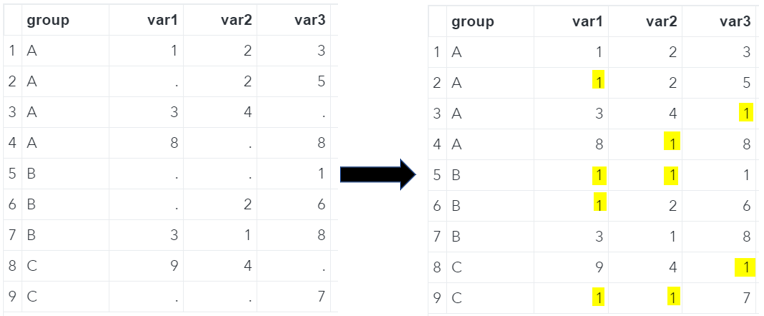 group var1 var2 var3
1 A 1 2 3
2 A . 2 5
3 A 3 4 .
4 A 8 . 8
5 B . . 1
6 B . 2 6
7 B 3 1 8
8 C 9 4 .
9 C . . 7
group var1 var2 var3
1 A 1 2 3
2 A 1 2 5
3 A 3 4 1
4 A 8 1 8
5 B 1 1 1
6 B 1 2 6
7 B 3 1 8
8 C 9 4 1
9 C 1 1 7